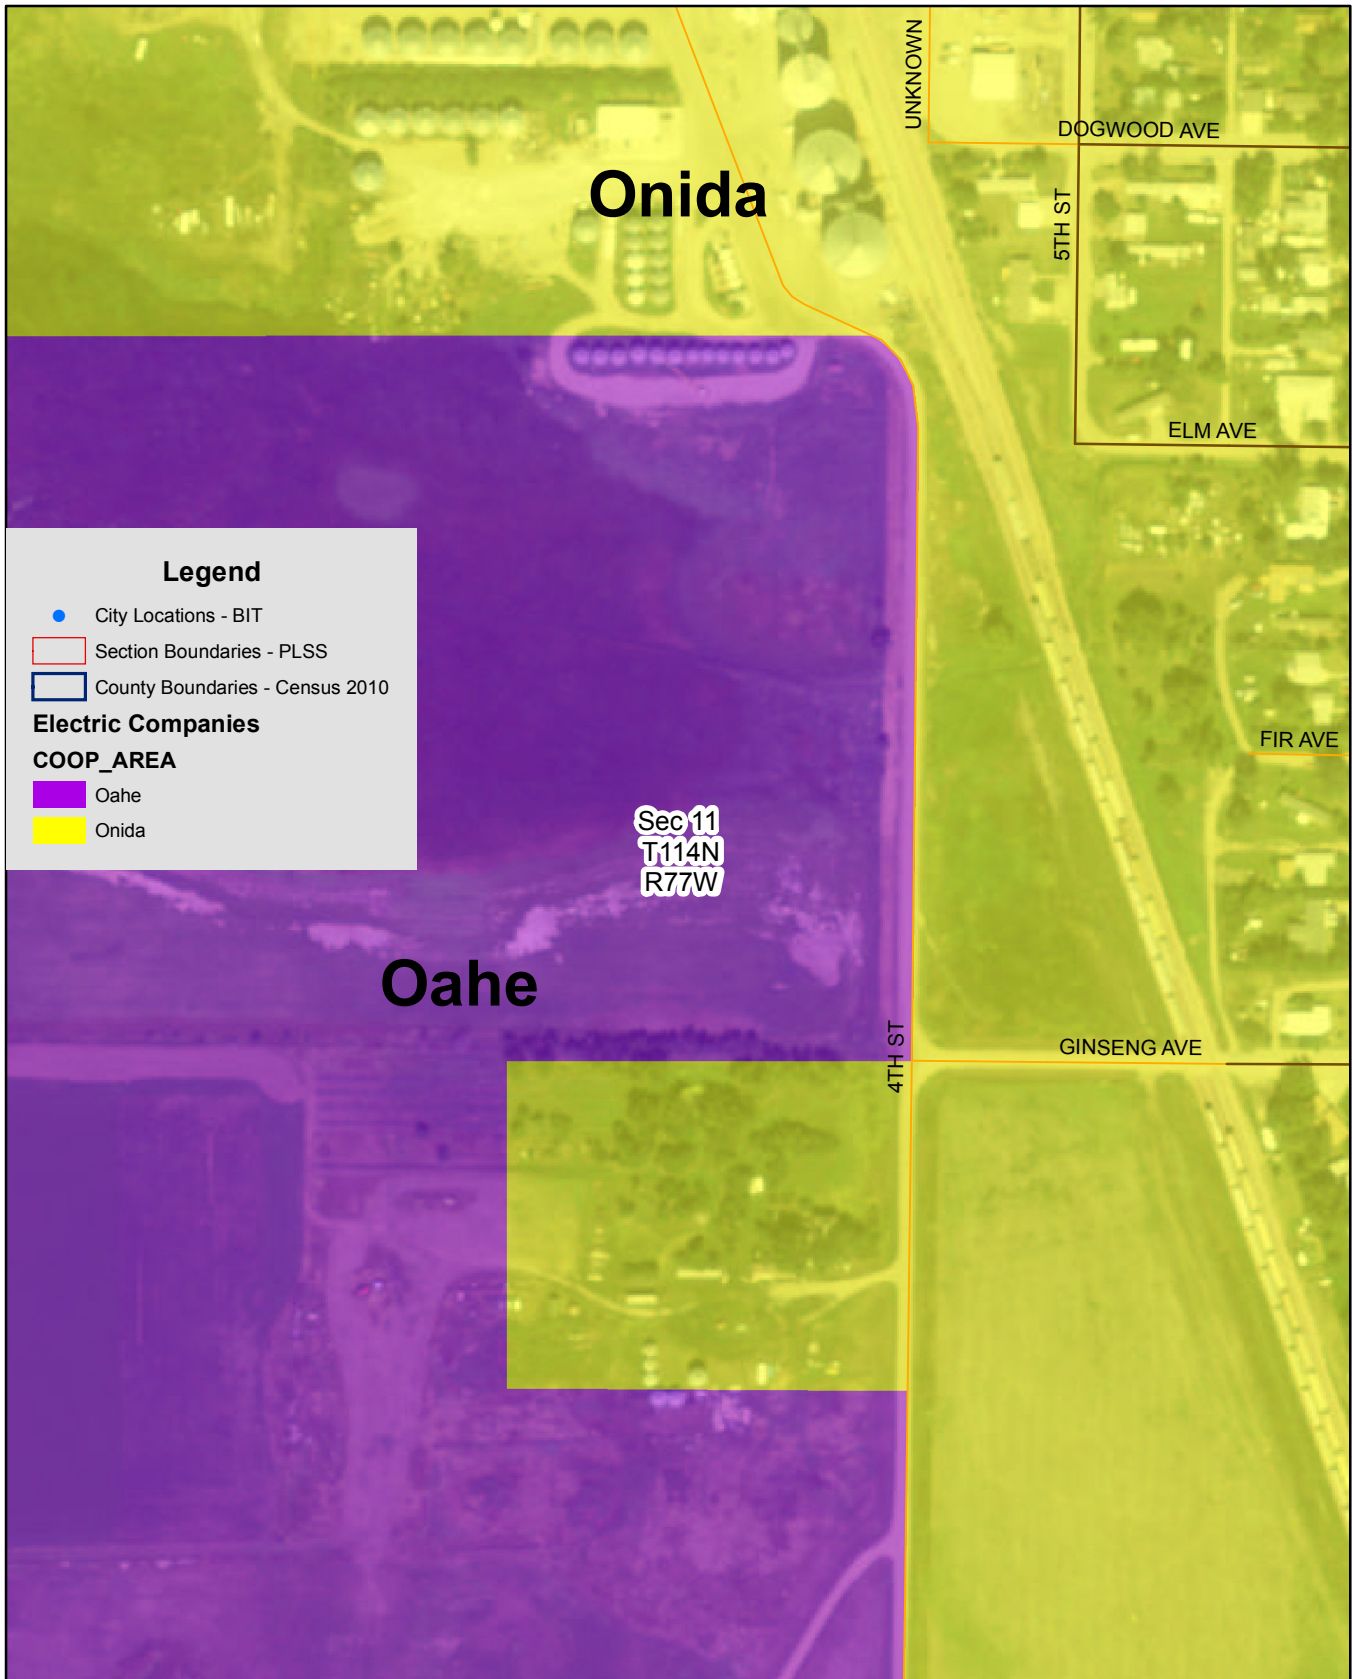 UNKNOWN
DOGWOOD AVE
Onida
5TH ST
ELM AVE
Legend
City Locations - BIT
Section Boundaries - PLSS
County Boundaries - Census 2010
Electric Companies
COOP_AREA
Oahe
Onida
FIR AVE
Sec 11
T114N
R77W
Oahe
4TH ST
GINSENG AVE